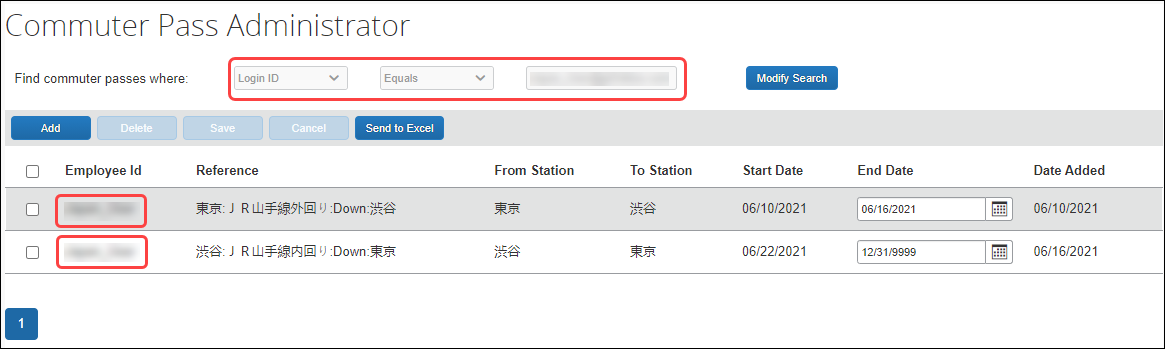 Commuter Pass Administrator
Find commuter passes where: Login ID Equals Modify Search
Add Delete Save Cancel Send to Excel
Employee Id Reference From Station To Station Start Date End Date Date Added
東京:ＪＲ山手線外回り:Down:渋谷 東京 渋谷 06/10/2021 06/16/2021 06/10/2021
渋谷:ＪＲ山手線内回り:Down:東京 渋谷 東京 06/22/2021 12/31/9999 06/16/2021
1